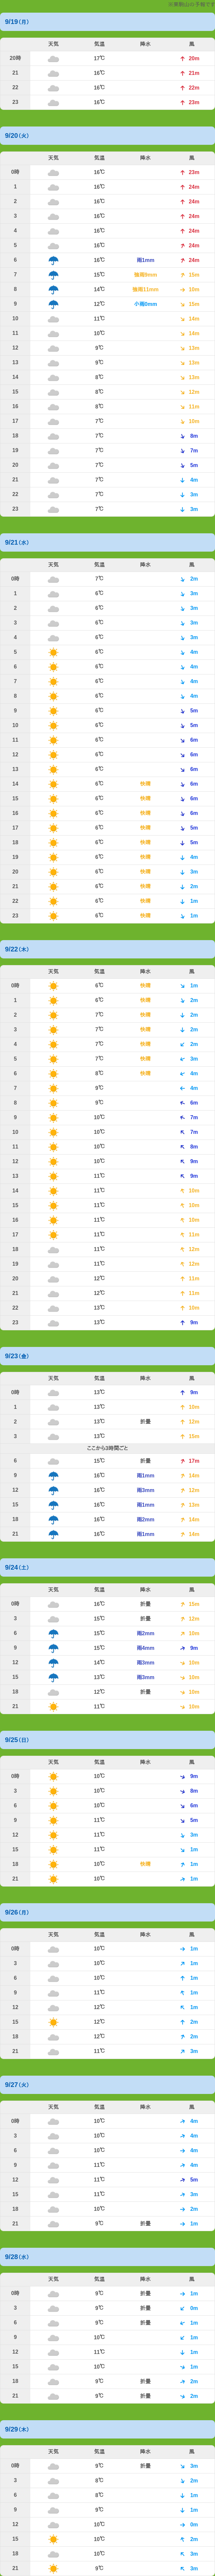 9/19(月)
天気 気温 降水 風
20時 17℃ 20m
21 16℃ 21m
22 16℃ 22m
23 16℃ 23m
9/20(火)
天気 気温 降水 風
0時 16℃ 23m
1 16℃ 24m
2 16℃ 24m
3 16℃ 24m
4 16℃ 24m
5 16℃ 24m
6 16℃ 雨1mm 24m
7 15℃ 強雨9mm 15m
8 14℃ 強雨11mm 10m
9 12℃ 小雨0mm 15m
10 11℃ 14m
11 10℃ 14m
12 9℃ 13m
13 9℃ 13m
14 8℃ 13m
15 8℃ 12m
16 8℃ 11m
17 7℃ 10m
18 7℃ 8m
19 7℃ 7m
20 7℃ 5m
21 7℃ 4m
22 7℃ 3m
23 7℃ 3m
9/21(水)
天気 気温 降水 風
0時 7℃ 2m
1 6℃ 3m
2 6℃ 3m
3 6℃ 3m
4 6℃ 3m
5 6℃ 4m
6 6℃ 4m
7 6℃ 4m
8 6℃ 4m
9 6℃ 5m
10 6℃ 5m
11 6℃ 6m
12 6℃ 6m
13 6℃ 6m
14 6℃ 快晴 6m
15 6℃ 快晴 6m
16 6℃ 快晴 6m
17 6℃ 快晴 5m
18 6℃ 快晴 5m
19 6℃ 快晴 4m
20 6℃ 快晴 3m
21 6℃ 快晴 2m
22 6℃ 快晴 1m
23 6℃ 快晴 1m
9/22(木)
天気 気温 降水 風
0時 6℃ 快晴 1m
1 6℃ 快晴 2m
2 7℃ 快晴 2m
3 7℃ 快晴 2m
4 7℃ 快晴 2m
5 7℃ 快晴 3m
6 8℃ 快晴 4m
7 9℃ 4m
8 9℃ 6m
9 10℃ 7m
10 10℃ 7m
11 10℃ 8m
12 10℃ 9m
13 11℃ 9m
14 11℃ 10m
15 11℃ 10m
16 11℃ 10m
17 11℃ 11m
18 11℃ 12m
19 11℃ 12m
20 12℃ 11m
21 12℃ 11m
22 13℃ 10m
23 13℃ 9m
9/23(金)
天気 気温 降水 風
0時 13℃ 9m
1 13℃ 10m
2 13℃ 折曇 12m
3 13℃ 15m
ここから3時間ごと
6 15℃ 折曇 17m
9 16℃ 雨1mm 14m
12 16℃ 雨3mm 12m
15 16℃ 雨1mm 13m
18 16℃ 雨2mm 14m
21 16℃ 雨1mm 14m
9/24(土)
天気 気温 降水 風
0時 16℃ 折曇 15m
3 15℃ 折曇 12m
6 15℃ 雨2mm 10m
9 15℃ 雨4mm 9m
12 14℃ 雨3mm 10m
15 13℃ 雨3mm 10m
18 12℃ 折曇 10m
21 11℃ 10m
9/25(日)
天気 気温 降水 風
0時 10℃ 9m
3 10℃ 8m
6 10℃ 6m
9 11℃ 5m
12 11℃ 3m
15 11℃ 1m
18 10℃ 快晴 1m
21 10℃ 1m
9/26(月)
天気 気温 降水 風
0時 10℃ 1m
3 10℃ 1m
6 10℃ 1m
9 11℃ 1m
12 12℃ 1m
15 12℃ 2m
18 12℃ 2m
21 11℃ 3m
9/27(火)
天気 気温 降水 風
0時 10℃ 4m
3 10℃ 4m
6 10℃ 4m
9 11℃ 4m
12 11℃ 5m
15 11℃ 3m
18 10℃ 2m
21 9℃ 折曇 1m
9/28(水)
天気 気温 降水 風
0時 9℃ 折曇 1m
3 9℃ 折曇 0m
6 9℃ 折曇 1m
9 10℃ 1m
12 11℃ 1m
15 10℃ 1m
18 9℃ 折曇 2m
21 9℃ 折曇 2m
9/29(木)
天気 気温 降水 風
0時 9℃ 折曇 3m
3 8℃ 2m
6 8℃ 1m
9 9℃ 1m
12 10℃ 0m
15 10℃ 2m
18 10℃ 3m
21 9℃ 3m